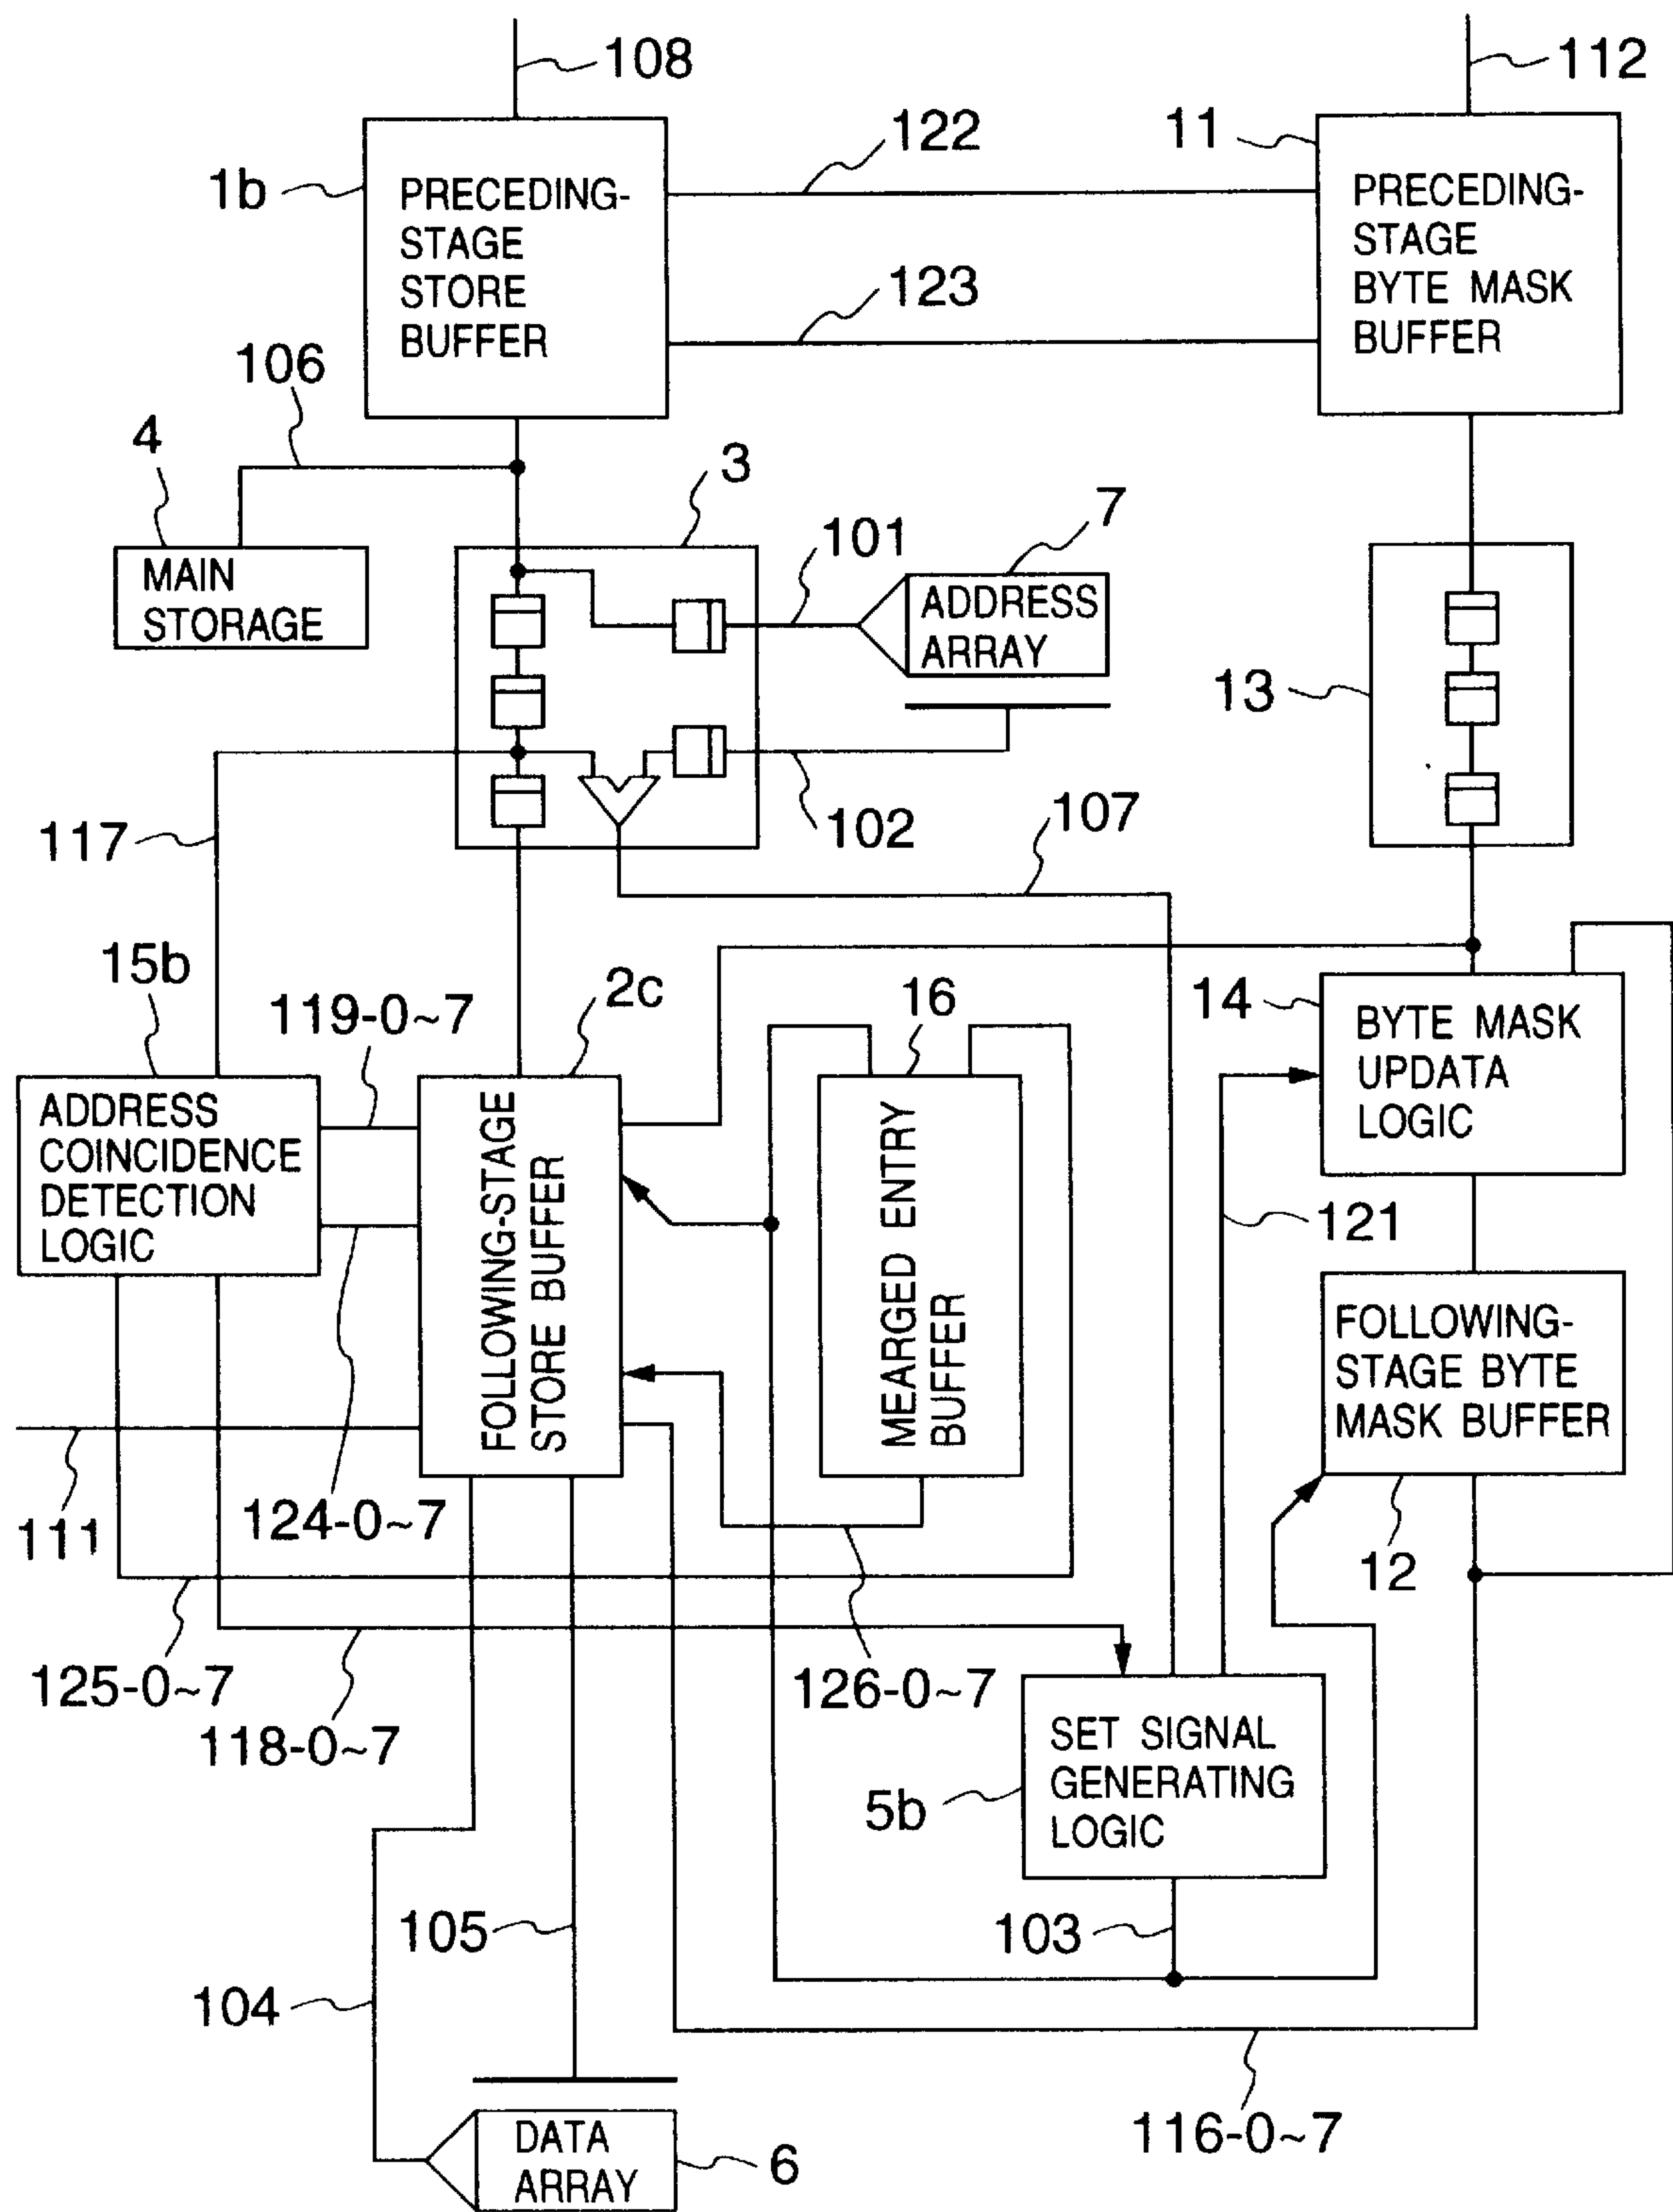 108
112
122
11
1b
PRECEDING-
STAGE
STORE
BUFFER
PRECEDING-
STAGE
BYTE MASK
BUFFER
123
106
4
3
7
101
MAIN
STORAGE
ADDRESS
ARRAY
13
102
107
117
15b
2c
16
14
119-0~7
BYTE MASK
UPDATA
LOGIC
ADDRESS
COINCIDENCE
DETECTION
LOGIC
FOLLOWING-STAGE
STORE BUFFER
MEARGED ENTRY
BUFFER
121
FOLLOWING-
STAGE BYTE
MASK BUFFER
111
124-0~7
12
125-0~7
126-0~7
118-0~7
SET SIGNAL
GENERATING
LOGIC
5b
105
103
104
116-0~7
DATA
ARRAY
6